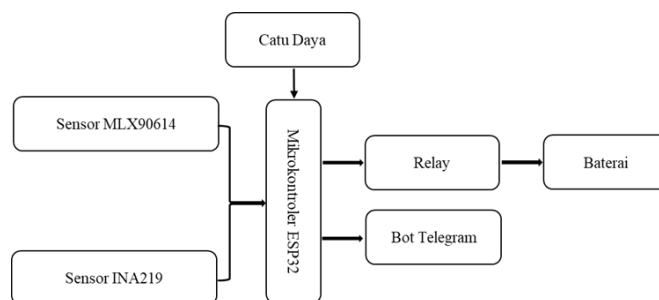 Catu Daya
Sensor MLX90614
Mikrokontroler ESP32
Relay
Baterai
Bot Telegram
Sensor INA219